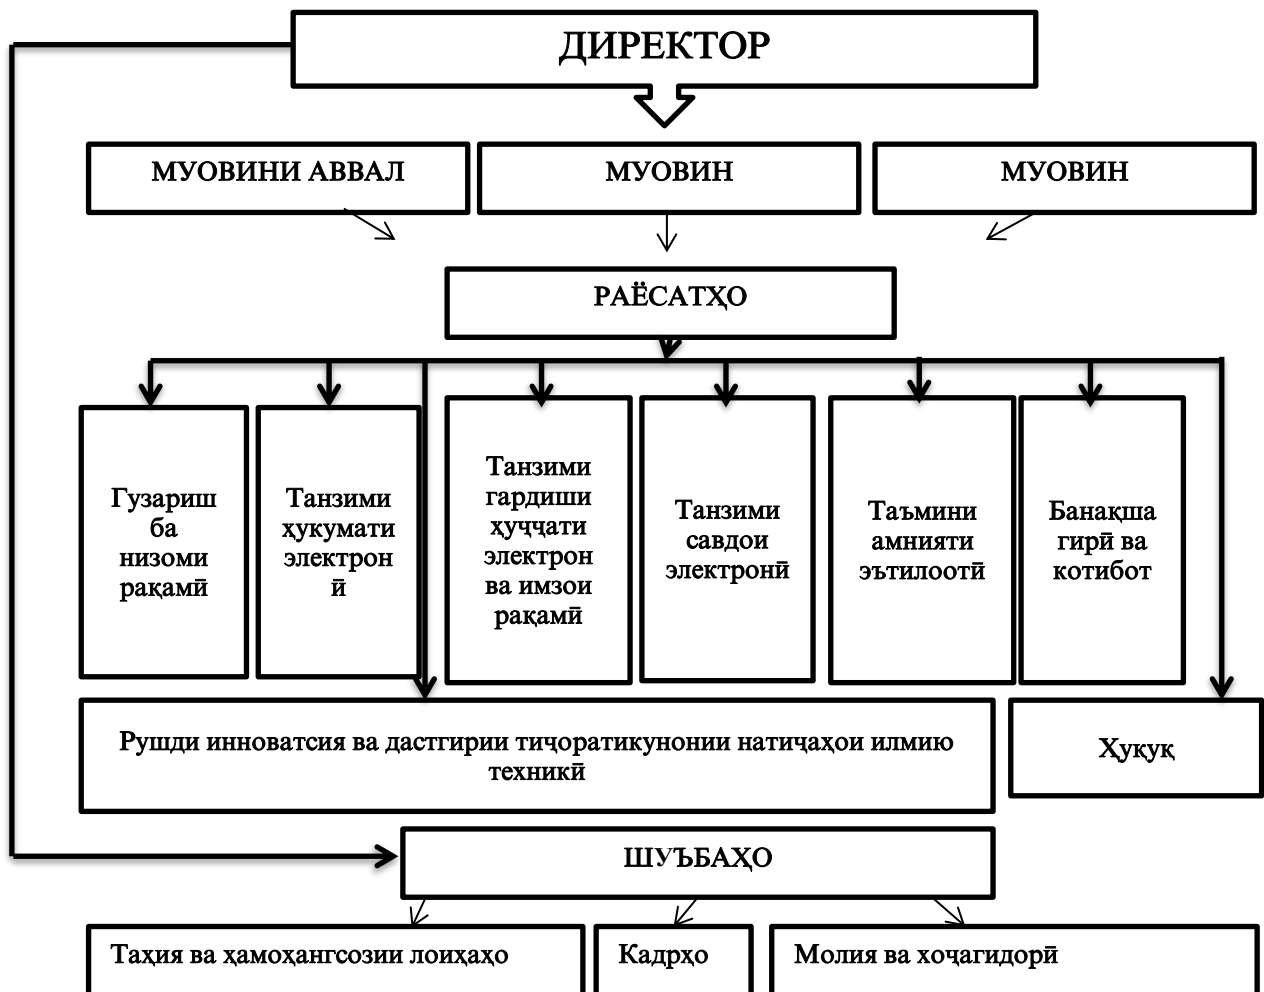 ДИРЕКТОР
МУОВИНИ АВВАЛ
МУОВИН
МУОВИН
РАЁСАТҲО
Гузариш
ба
низоми
рақамӣ
Танзими
ҳукумати
электрон
ӣ
Танзими
гардиши
ҳуҷҷати
электрон
ва имзои
рақамӣ
Танзими
савдои
электронӣ
Таъмини
амнияти
эътилоотӣ
Банақша
гирӣ ва
котибот
Рушди инноватсия ва дастгирии тиҷоратикунонии натиҷаҳои илмию
техникӣ
Ҳуқуқ
ШУЪБАҲО
Таҳия ва ҳамоҳангсозии лоиҳаҳо
Кадрҳо
Молия ва хоҷагидорӣ